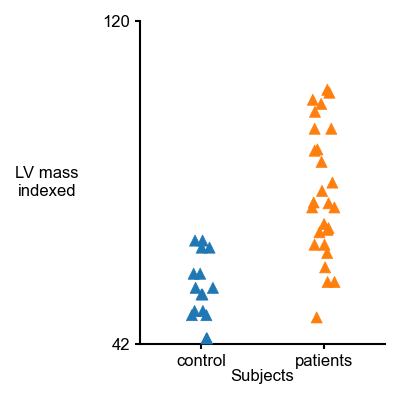 120
LV mass
indexed
42
control patients
Subjects